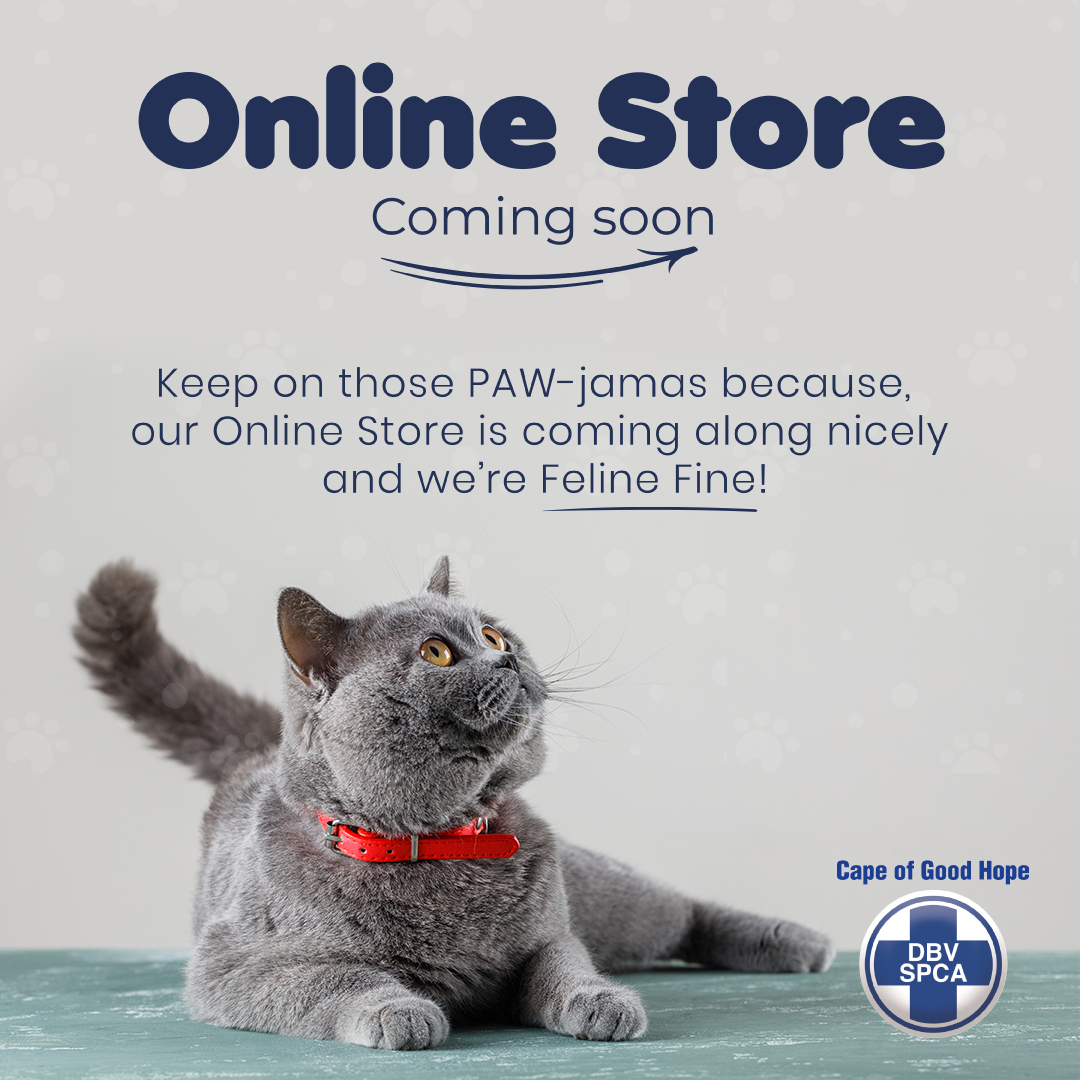 Online Store
Coming soon
Keep on those PAW-jamas because,
our Online Store is coming along nicely
and we're Feline Fine!
Cape of Good Hope
DBV
SPCA